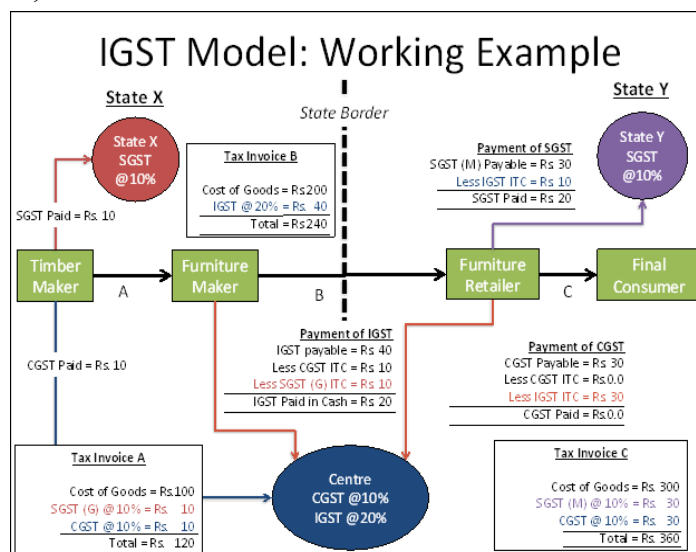 IGST Model: Working Example
State X
State Border
State Y
State X
SGST
@10%
Tax Invoice B
Cost of Goods = Rs200
IGST @ 20% = Rs. 40
Total = Rs240
Payment of SGST
SGST (M) Payable = Rs. 30
Less IGST ITC = Rs. 10
SGST Paid = Rs. 20
State Y
SGST
@10%
SGST Paid = Rs. 10
Timber
Maker
A
Furniture
Maker
B
Furniture
Retailer
C
Final
Consumer
CGST Paid = Rs. 10
Payment of IGST
IGST payable = Rs. 40
Less CGST ITC = Rs. 10
Less SGST (G) ITC = Rs. 10
IGST Paid in Cash = Rs. 20
Payment of CGST
CGST Payable = Rs. 30
Less CGST ITC = Rs.0.0
Less IGST ITC = Rs. 30
CGST Paid = Rs.0.0
Tax Invoice A
Cost of Goods = Rs.100
SGST (G) @ 10% = Rs. 10
CGST @ 10% = Rs. 10
Total = Rs. 120
Centre
CGST @10%
IGST @20%
Tax Invoice C
Cost of Goods = Rs. 300
SGST (M) @ 10% = Rs. 30
CGST @ 10% = Rs. 30
Total = Rs. 360